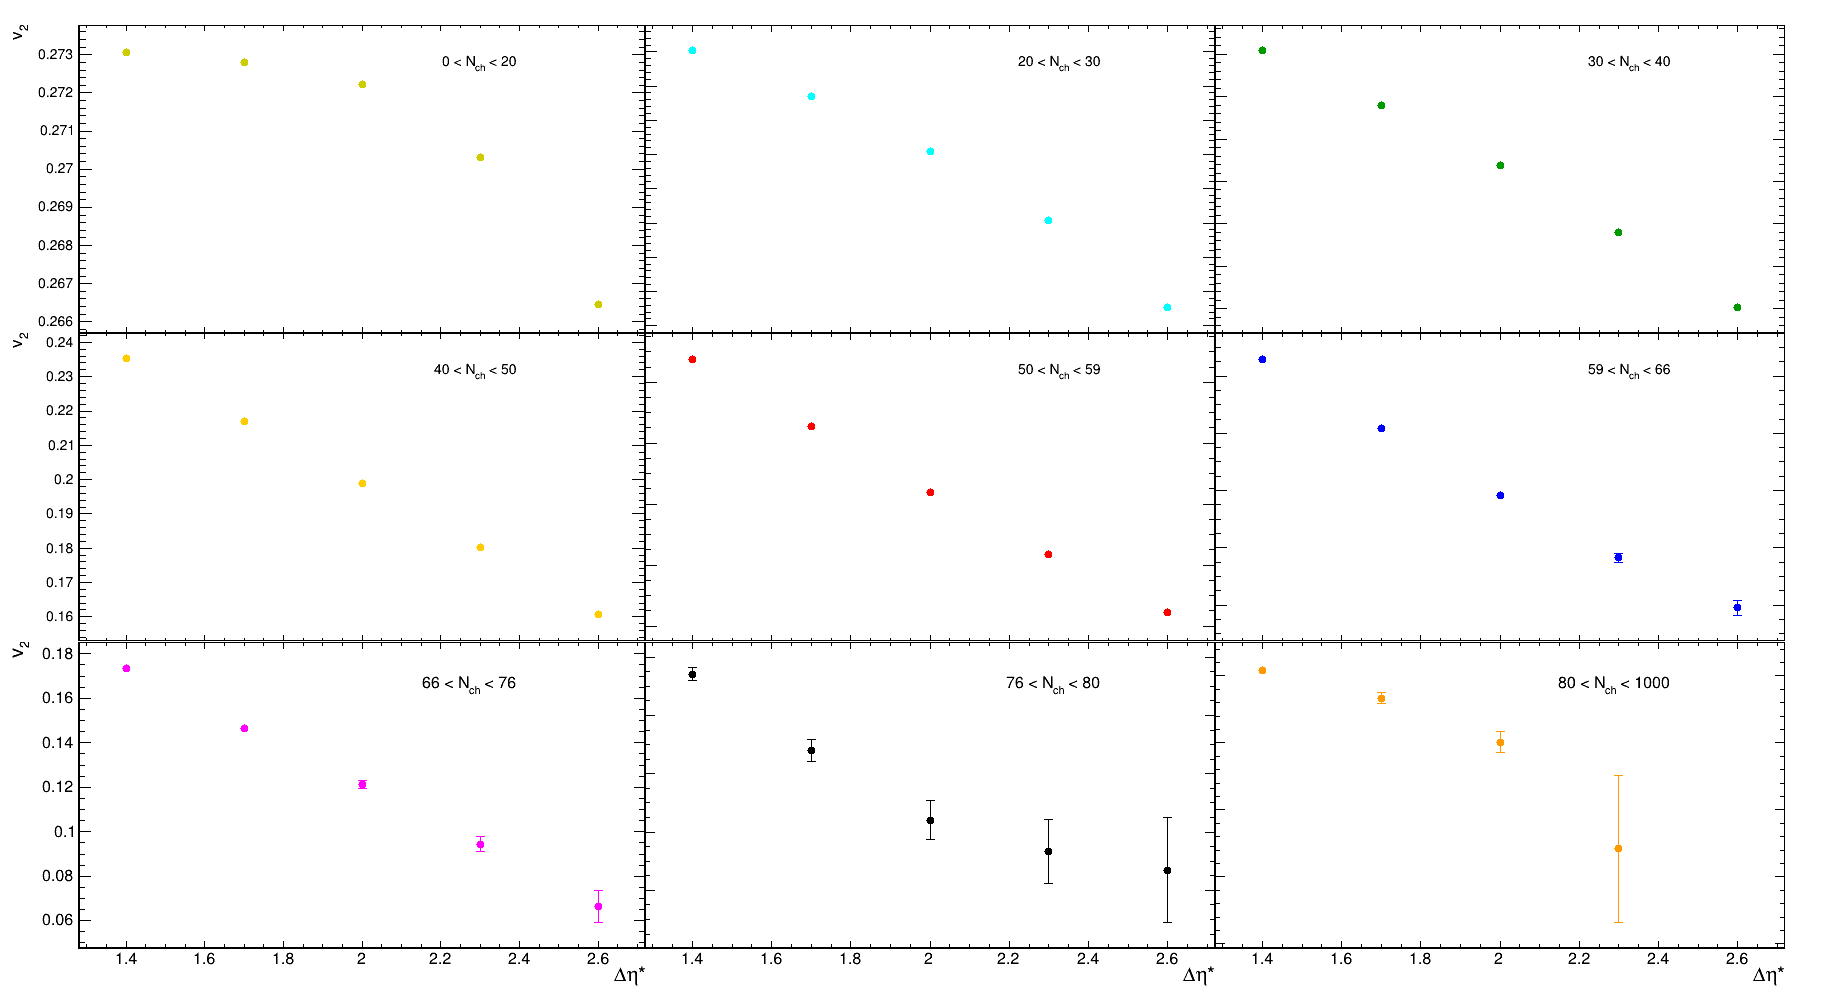 v2
0.273
0 < Nch < 20
20 < Nch < 30
30 < Nch < 40
0.272
0.271
0.27
0.269
0.268
0.267
0.266
v2
0.24
0.23
40 < Nch < 50
50 < Nch < 59
59 < Nch < 66
0.22
0.21
0.2
0.19
0.18
0.17
0.16
v2
0.18
66 < Nch < 76
76 < Nch < 80
80 < Nch < 1000
0.16
0.14
0.12
0.1
0.08
0.06
1.4 1.6 1.8 2 2.2 2.4 2.6
1.4 1.6 1.8 2 2.2 2.4 2.6
1.4 1.6 1.8 2 2.2 2.4 2.6
Δη*
Δη*
Δη*